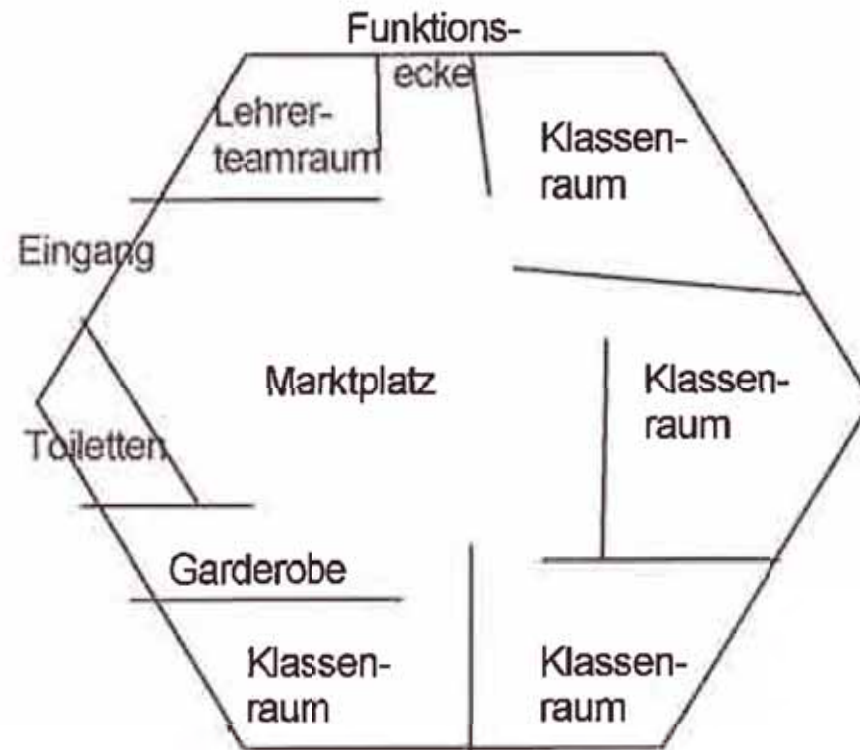 Funktions-
ecke
Lehrer-
teamraum
Klassen-
raum
Eingang
Marktplatz
Klassen-
raum
Toiletten
Garderobe
Klassen-
raum
Klassen-
raum